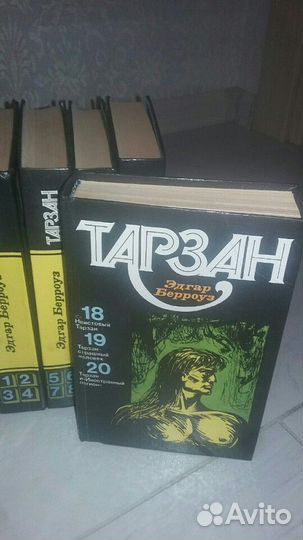 ТАРЗАН
Эдгар
Берроуз
18
Неистовый
Тарзан
19
Тарзан -
страшный
человек
20
Тарзан
и «Иностранный
легион»
Эдгар Берроуз
1 2
3 4
ТАРЗАН
Эдгар Берроуз
5 6
7 8
Avito